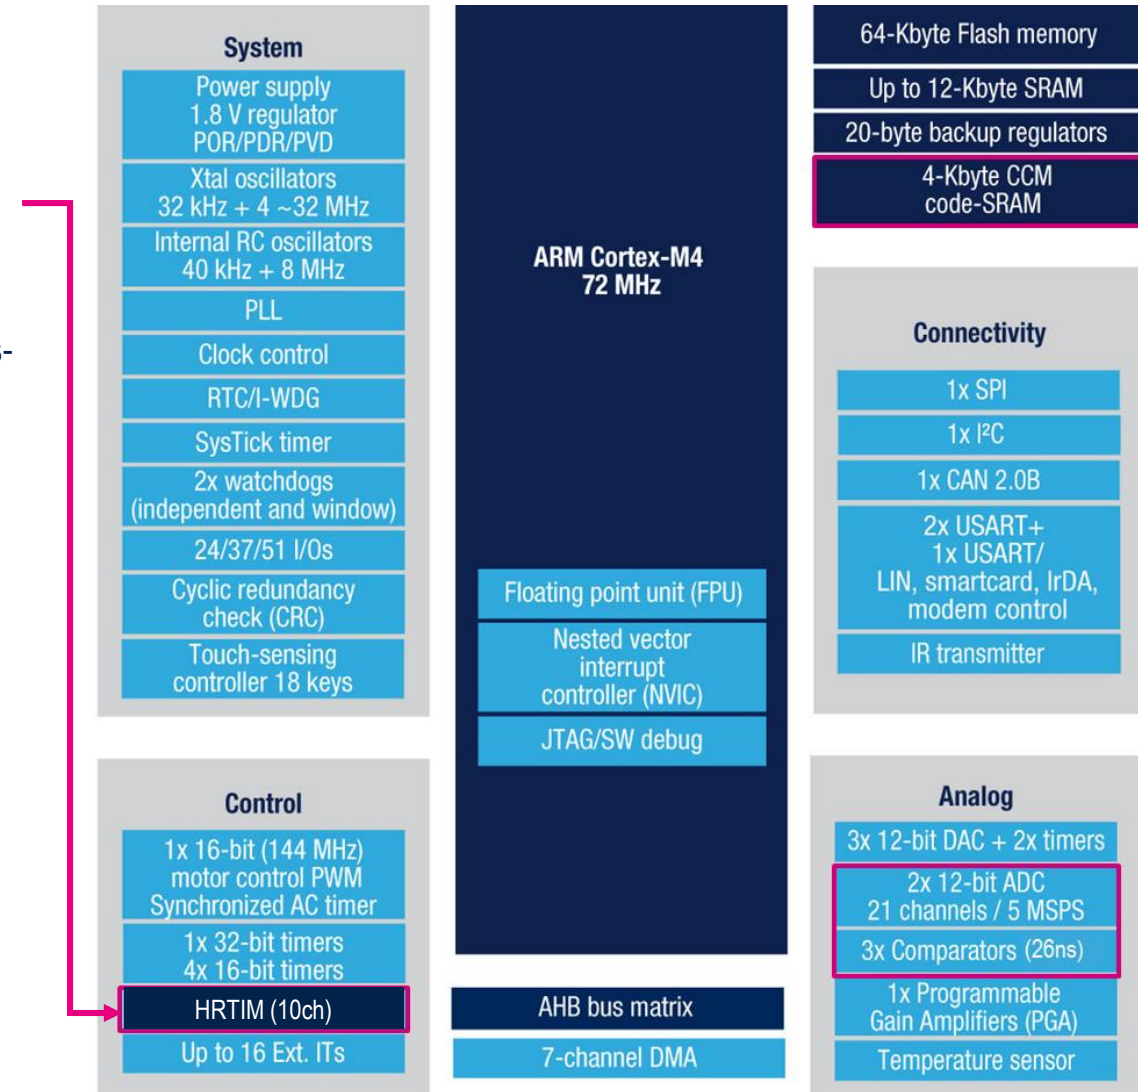 System
Power supply
1.8 V regulator
POR/PDR/PVD
Xtal oscillators
32 kHz + 4 ~32 MHz
Internal RC oscillators
40 kHz + 8 MHz
PLL
Clock control
RTC/I-WDG
SysTick timer
2x watchdogs
(independent and window)
24/37/51 I/Os
Cyclic redundancy
check (CRC)
Touch-sensing
controller 18 keys
Control
1x 16-bit (144 MHz)
motor control PWM
Synchronized AC timer
1x 32-bit timers
4x 16-bit timers
HRTIM (10ch)
Up to 16 Ext. ITs
ARM Cortex-M4
72 MHz
Floating point unit (FPU)
Nested vector
interrupt
controller (NVIC)
JTAG/SW debug
AHB bus matrix
7-channel DMA
64-Kbyte Flash memory
Up to 12-Kbyte SRAM
20-byte backup regulators
4-Kbyte CCM
code-SRAM
Connectivity
1x SPI
1x I²C
1x CAN 2.0B
2x USART+
1x USART/
LIN, smartcard, IrDA,
modem control
IR transmitter
Analog
3x 12-bit DAC + 2x timers
2x 12-bit ADC
21 channels / 5 MSPS
3x Comparators (26ns)
1x Programmable
Gain Amplifiers (PGA)
Temperature sensor